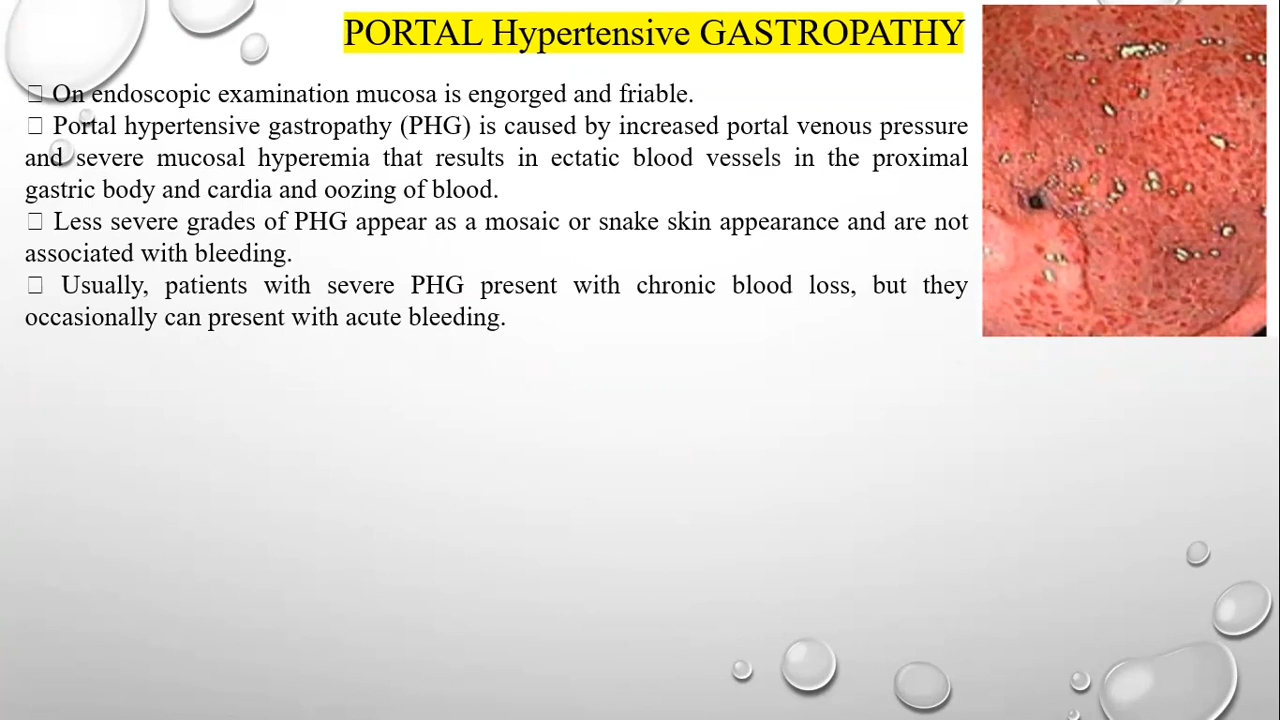 PORTAL Hypertensive GASTROPATHY
□ On endoscopic examination mucosa is engorged and friable.
□ Portal hypertensive gastropathy (PHG) is caused by increased portal venous pressure
and severe mucosal hyperemia that results in ectatic blood vessels in the proximal
gastric body and cardia and oozing of blood.
□ Less severe grades of PHG appear as a mosaic or snake skin appearance and are not
associated with bleeding.
□ Usually, patients with severe PHG present with chronic blood loss, but they
occasionally can present with acute bleeding.